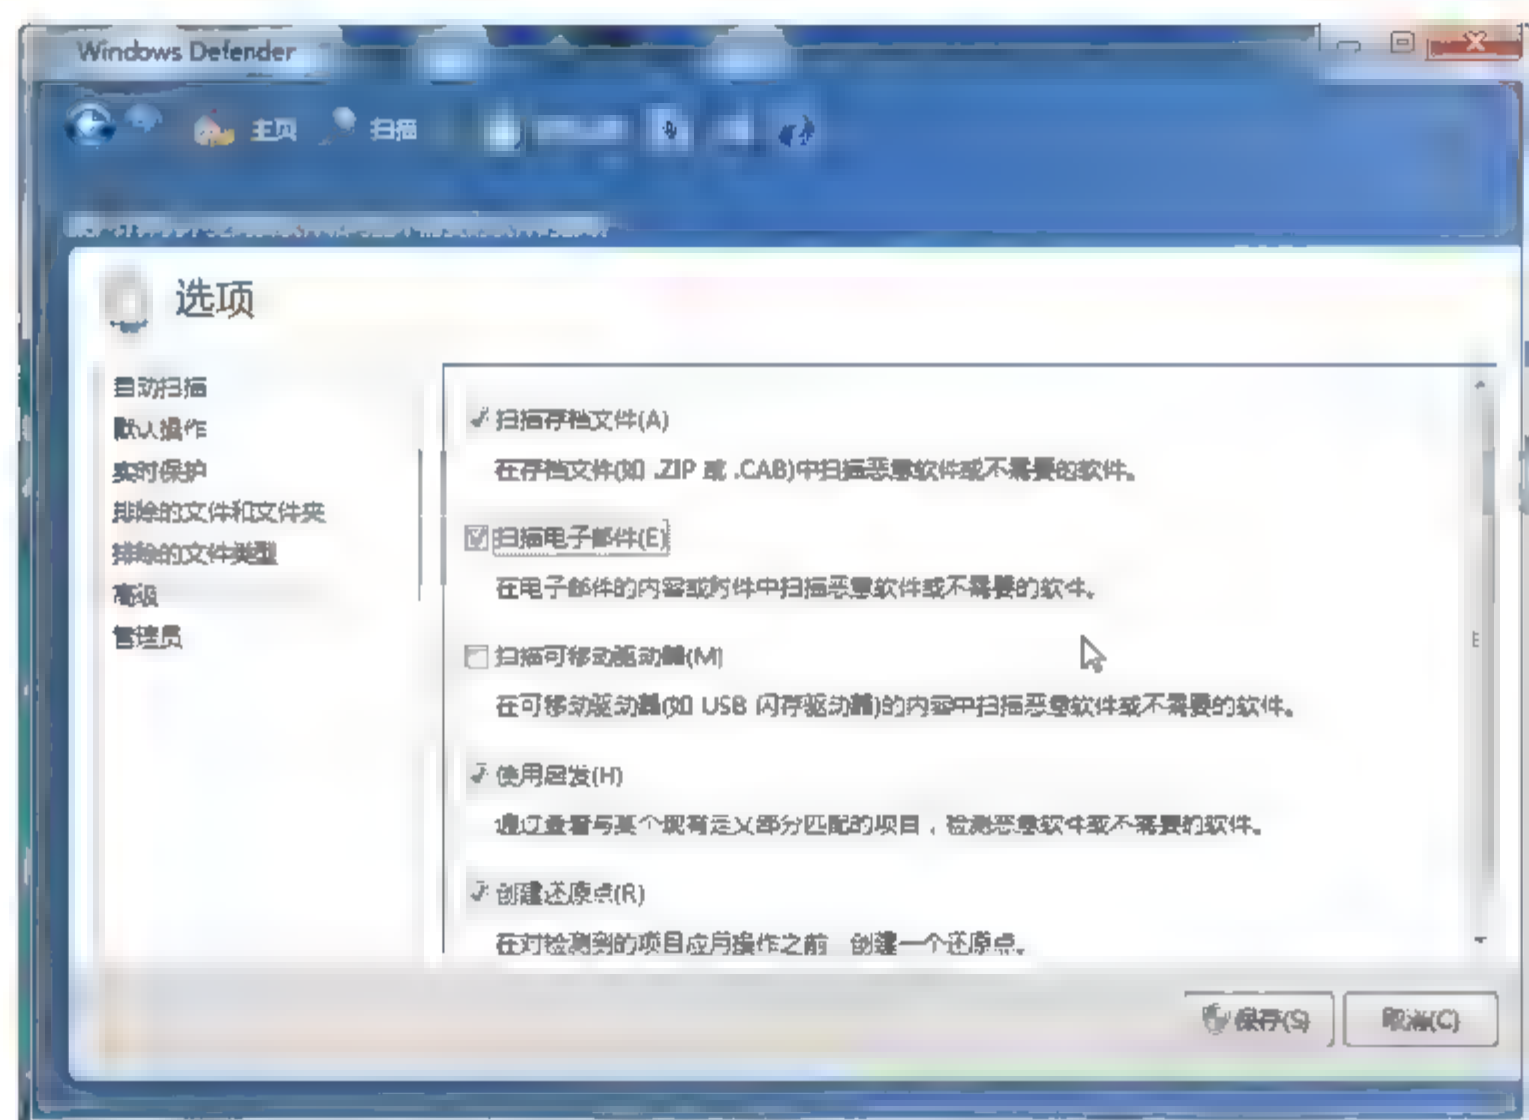 Windows Defender
主页 扫描
选项
自动扫描
默认操作
实时保护
排除的文件和文件夹
排除的文件类型
高级
管理员
扫描存档文件(A)
在存档文件(如 .ZIP 或 .CAB)中扫描恶意软件或不需要的软件。
扫描电子邮件(E)
在电子邮件的内容或附件中扫描恶意软件或不需要的软件。
扫描可移动驱动器(M)
在可移动驱动器(如 USB 闪存驱动器)的内容中扫描恶意软件或不需要的软件。
使用启发(H)
通过查看与某个现有定义部分匹配的项目，检测恶意软件或不需要的软件。
创建还原点(R)
在对检测到的项目应用操作之前 创建一个还原点。
保存(S) 取消(C)